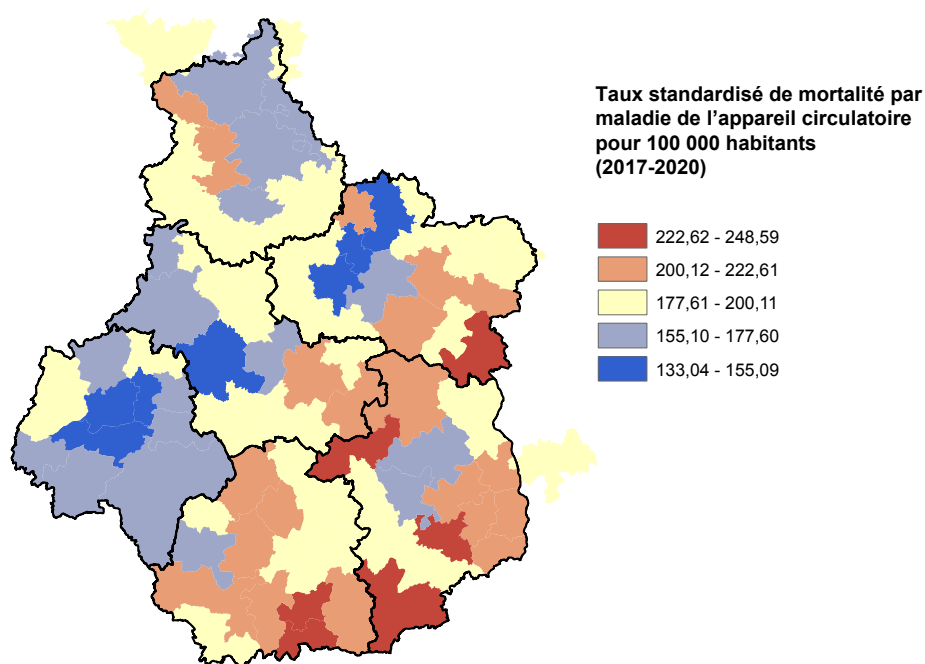 Taux standardisé de mortalité par
maladie de l’appareil circulatoire
pour 100 000 habitants
(2017-2020)
222,62 - 248,59
200,12 - 222,61
177,61 - 200,11
155,10 - 177,60
133,04 - 155,09